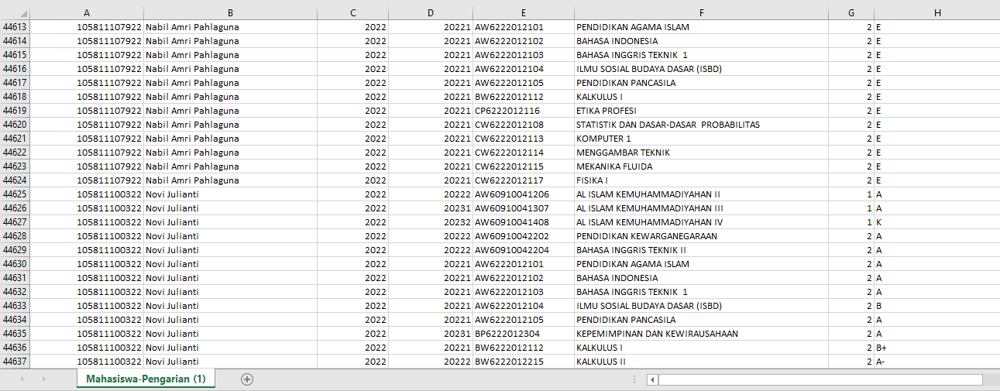 A B C D E F G H
44613 105811107922 Nabil Amri Pahlaguna 2022 20221 AW6222012101 PENDIDIKAN AGAMA ISLAM 2 E
44614 105811107922 Nabil Amri Pahlaguna 2022 20221 AW6222012102 BAHASA INDONESIA 2 E
44615 105811107922 Nabil Amri Pahlaguna 2022 20221 AW6222012103 BAHASA INGGRIS TEKNIK  1 2 E
44616 105811107922 Nabil Amri Pahlaguna 2022 20221 AW6222012104 ILMU SOSIAL BUDAYA DASAR (ISBD) 2 E
44617 105811107922 Nabil Amri Pahlaguna 2022 20221 AW6222012105 PENDIDIKAN PANCASILA 2 E
44618 105811107922 Nabil Amri Pahlaguna 2022 20221 BW6222012112 KALKULUS I 2 E
44619 105811107922 Nabil Amri Pahlaguna 2022 20221 CP6222012116 ETIKA PROFESI 2 E
44620 105811107922 Nabil Amri Pahlaguna 2022 20221 CW6222012108 STATISTIK DAN DASAR-DASAR  PROBABILITAS 2 E
44621 105811107922 Nabil Amri Pahlaguna 2022 20221 CW6222012113 KOMPUTER 1 2 E
44622 105811107922 Nabil Amri Pahlaguna 2022 20221 CW6222012114 MENGGAMBAR TEKNIK 2 E
44623 105811107922 Nabil Amri Pahlaguna 2022 20221 CW6222012115 MEKANIKA FLUIDA 2 E
44624 105811107922 Nabil Amri Pahlaguna 2022 20221 CW6222012117 FISIKA I 2 E
44625 105811100322 Novi Julianti 2022 20222 AW60910041206 AL ISLAM KEMUHAMMADIYAHAN II 1 A
44626 105811100322 Novi Julianti 2022 20231 AW60910041307 AL ISLAM KEMUHAMMADIYAHAN III 1 A
44627 105811100322 Novi Julianti 2022 20232 AW60910041408 AL ISLAM KEMUHAMMADIYAHAN IV 1 K
44628 105811100322 Novi Julianti 2022 20222 AW60910042202 PENDIDIKAN KEWARGANEGARAAN 2 A
44629 105811100322 Novi Julianti 2022 20222 AW60910042204 BAHASA INGGRIS TEKNIK II 2 A
44630 105811100322 Novi Julianti 2022 20221 AW6222012101 PENDIDIKAN AGAMA ISLAM 2 A
44631 105811100322 Novi Julianti 2022 20221 AW6222012102 BAHASA INDONESIA 2 A
44632 105811100322 Novi Julianti 2022 20221 AW6222012103 BAHASA INGGRIS TEKNIK  1 2 A
44633 105811100322 Novi Julianti 2022 20221 AW6222012104 ILMU SOSIAL BUDAYA DASAR (ISBD) 2 B
44634 105811100322 Novi Julianti 2022 20221 AW6222012105 PENDIDIKAN PANCASILA 2 A
44635 105811100322 Novi Julianti 2022 20231 BP6222012304 KEPEMIMPINAN DAN KEWIRAUSAHAAN 2 A
44636 105811100322 Novi Julianti 2022 20221 BW6222012112 KALKULUS I 2 B+
44637 105811100322 Novi Julianti 2022 20222 BW6222012215 KALKULUS II 2 A-
Mahasiswa-Pengarian (1)